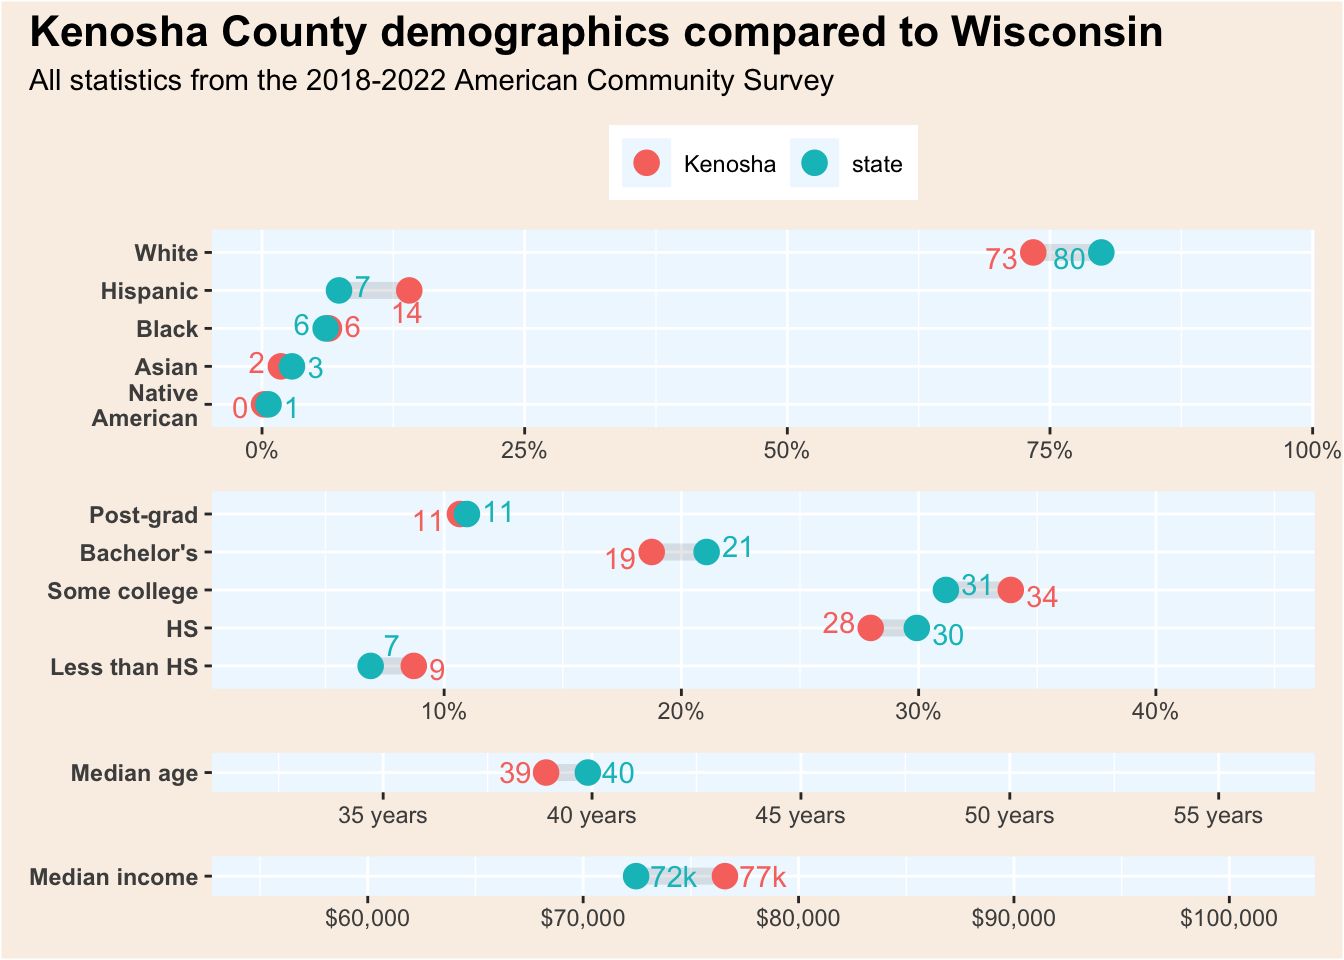 Kenosha County demographics compared to Wisconsin
All statistics from the 2018-2022 American Community Survey
Kenosha state
White 73 80
Hispanic 7 14
Black 6 6
Asian 2 3
Native
American 0 1
0% 25% 50% 75% 100%
Post-grad 11 11
Bachelor's 19 21
Some college 31 34
HS 28 30
Less than HS 7 9
10% 20% 30% 40%
Median age 39 40
35 years 40 years 45 years 50 years 55 years
Median income 72k 77k
$60,000 $70,000 $80,000 $90,000 $100,000